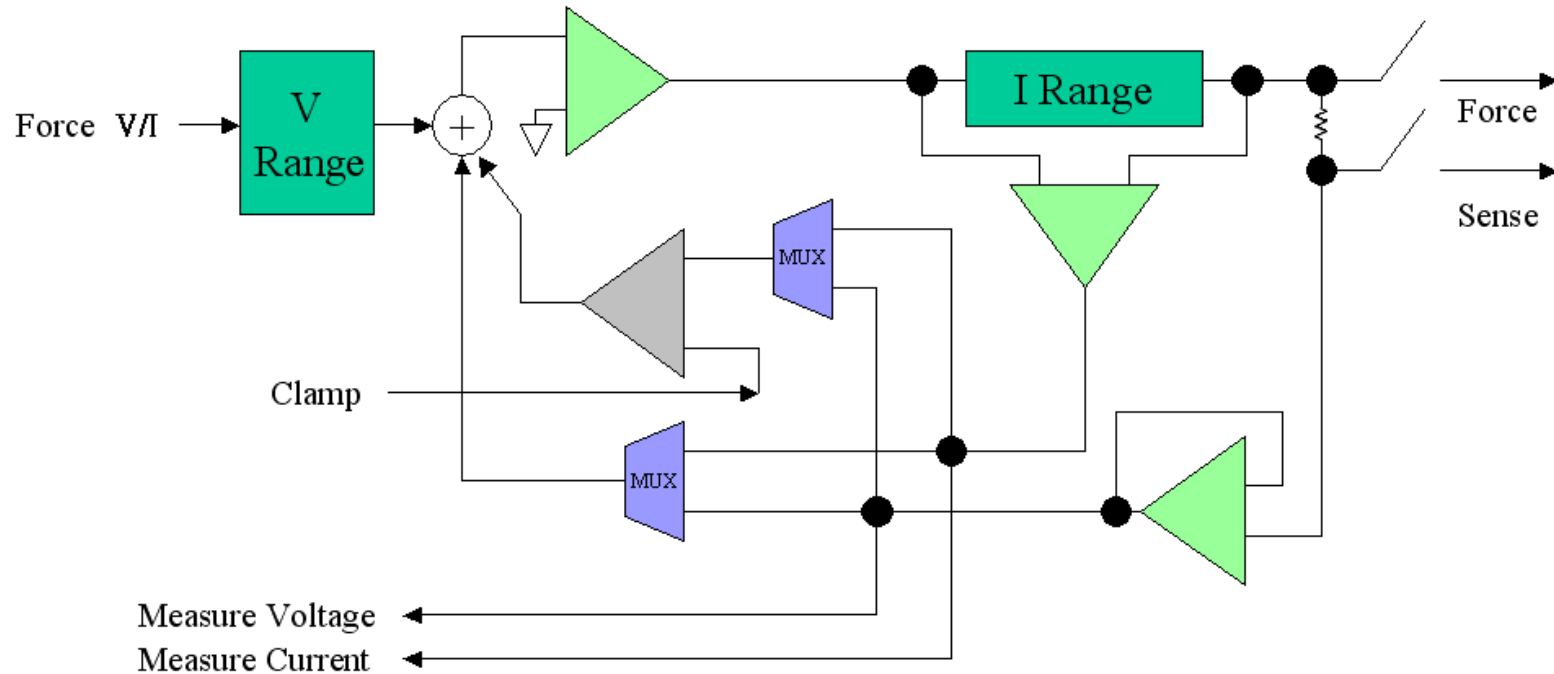 Force V/I
V
Range
+
I Range
Force
Sense
MUX
Clamp
MUX
Measure Voltage
Measure Current